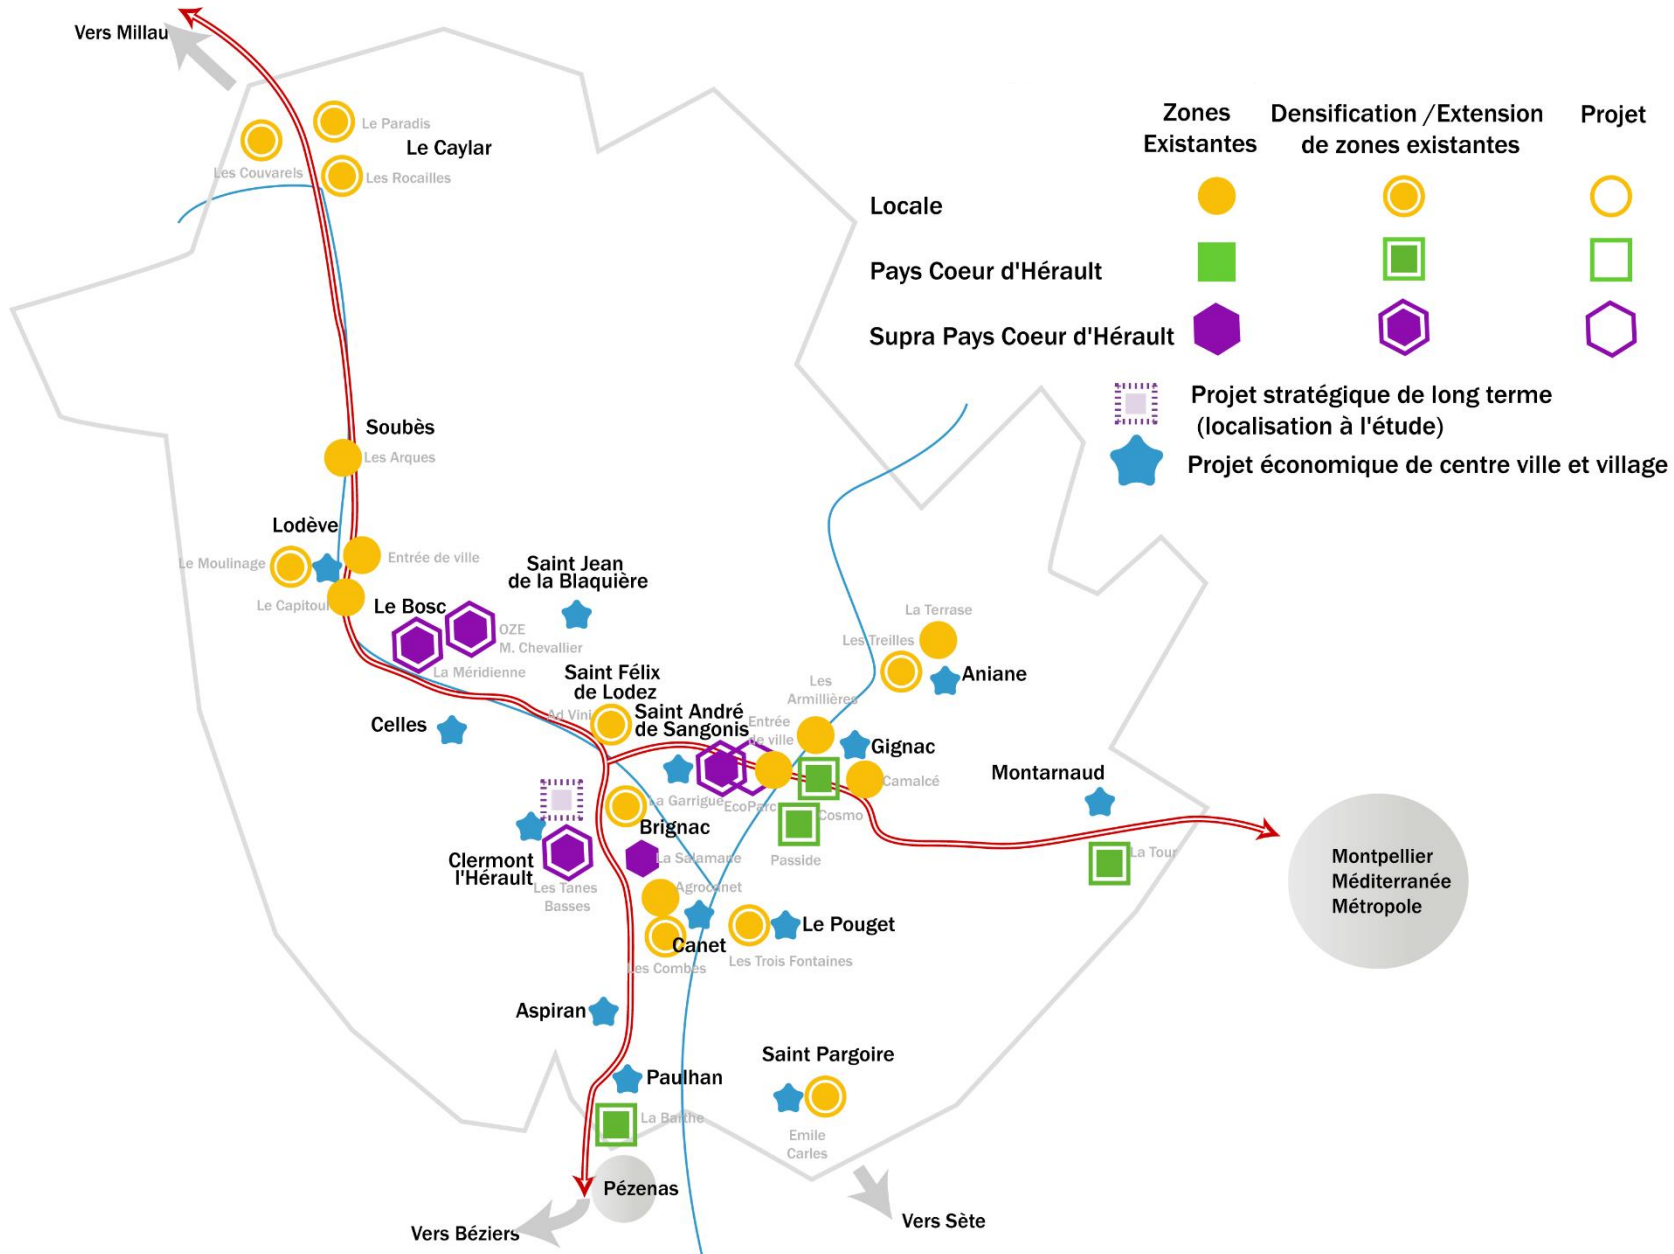 Vers Millau
Le Paradis
Le Caylar
Les Couvarels
Les Rocailles
Zones
Existantes
Densification /Extension
de zones existantes
Projet
Locale
Pays Coeur d'Hérault
Supra Pays Coeur d'Hérault
Projet stratégique de long terme
(localisation à l'étude)
Projet économique de centre ville et village
Soubès
Les Arques
Lodève
Le Moulinage
Entrée de ville
Le Capitoul
Le Bosc
OZE
M. Chevallier
La Méridienne
Saint Jean
de la Blaquière
Saint Félix
de Lodez
Ad Vini
Saint André
de Sangonis
Celles
La Terrase
Les Treilles
Aniane
Les
Armillières
Entrée
de ville
Gignac
Camalcé
La Garrigue
EcoParc
Cosmo
Passide
Montarnaud
La Tour
Montpellier
Méditerranée
Métropole
Brignac
La Salamane
Clermont
l'Hérault
Les Tanes
Basses
Agrocanet
Canet
Les Combes
Le Pouget
Les Trois Fontaines
Aspiran
Paulhan
La Barthe
Saint Pargoire
Emile
Carles
Pézenas
Vers Béziers
Vers Sète